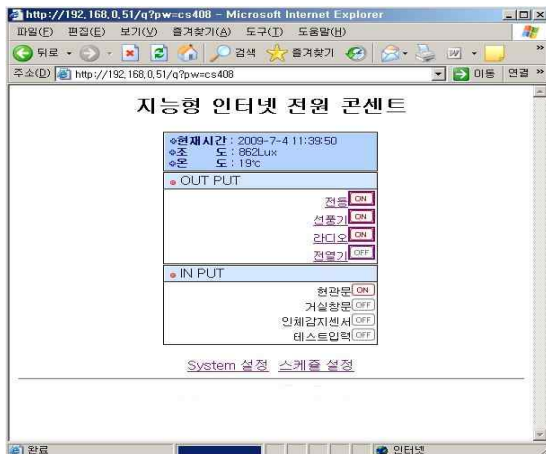 http://192.168.0.51/q?pw=cs408 - Microsoft Internet Explorer
파일(F) 편집(E) 보기(V) 즐겨찾기(A) 도구(T) 도움말(H)
뒤로 검색 즐겨찾기
주소(D) http://192.168.0.51/q?pw=cs408 이동 연결 »
지능형 인터넷 전원 콘센트
현재시간 : 2009-7-4 11:39:50
조 도 : 862Lux
온 도 : 19℃
OUT PUT
전등 ON
선풍기 ON
라디오 ON
전열기 OFF
IN PUT
현관문 ON
거실창문 OFF
인체감지센서 OFF
테스트입력 OFF
System 설정 스케쥴 설정
완료 인터넷